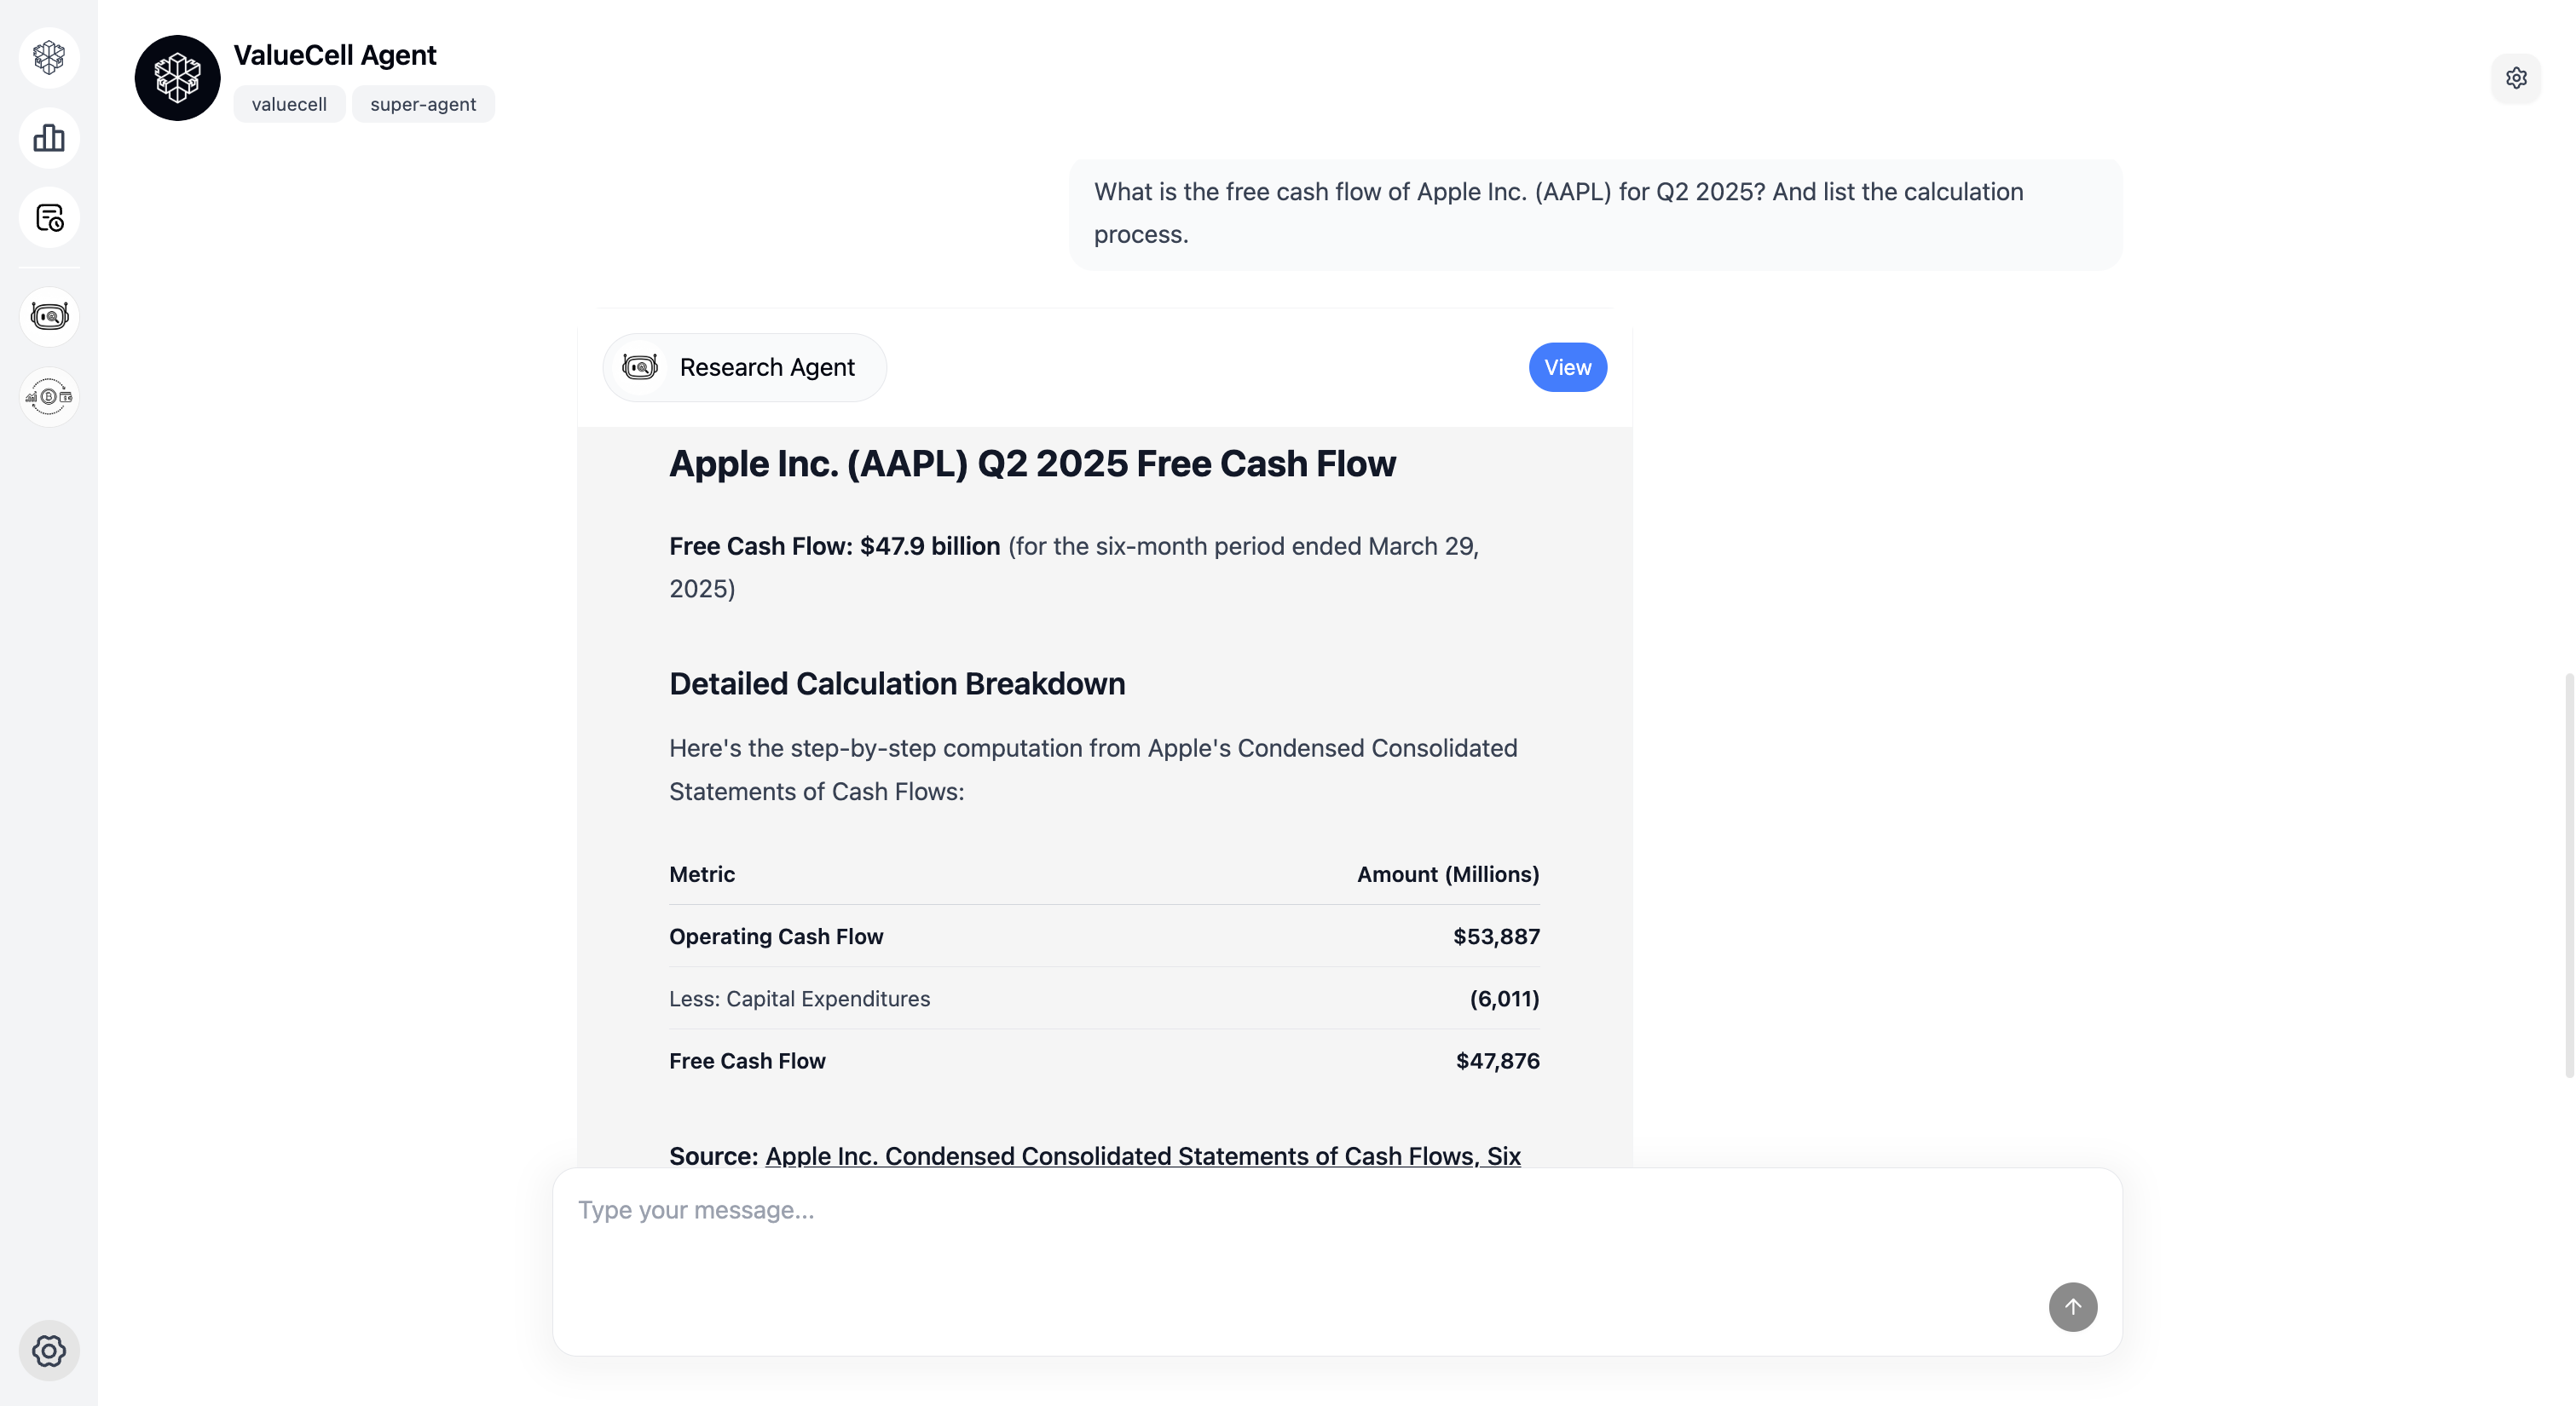 ValueCell Agent
valuecell super-agent
What is the free cash flow of Apple Inc. (AAPL) for Q2 2025? And list the calculation
process.
Research Agent
View
Apple Inc. (AAPL) Q2 2025 Free Cash Flow
Free Cash Flow: $47.9 billion (for the six-month period ended March 29,
2025)
Detailed Calculation Breakdown
Here's the step-by-step computation from Apple's Condensed Consolidated
Statements of Cash Flows:
Metric Amount (Millions)
Operating Cash Flow $53,887
Less: Capital Expenditures (6,011)
Free Cash Flow $47,876
Source: Apple Inc. Condensed Consolidated Statements of Cash Flows, Six
Type your message...